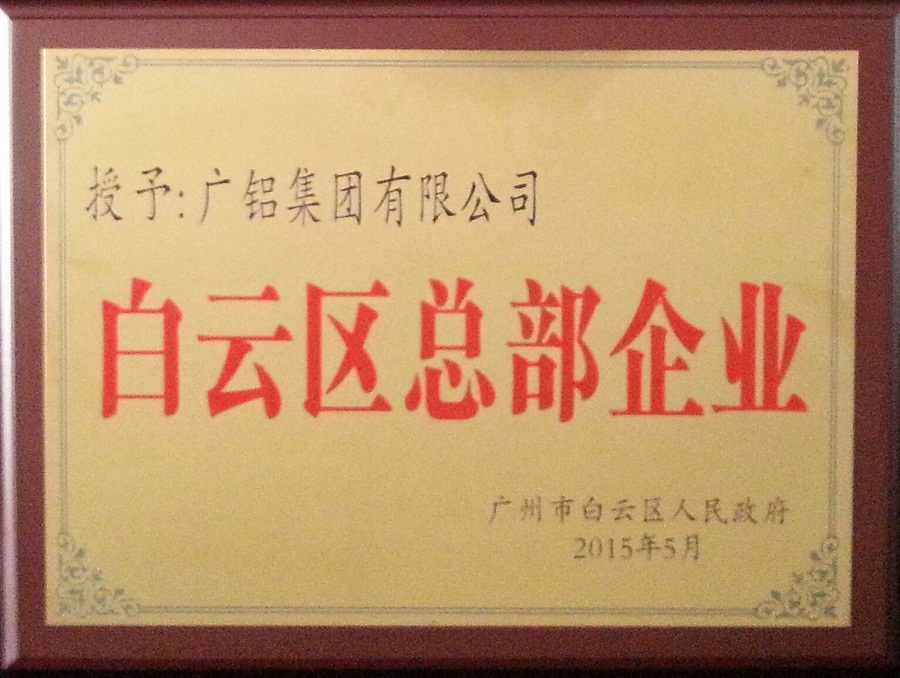 授予:广铝集团有限公司
白云区总部企业
广州市白云区人民政府
2015年5月